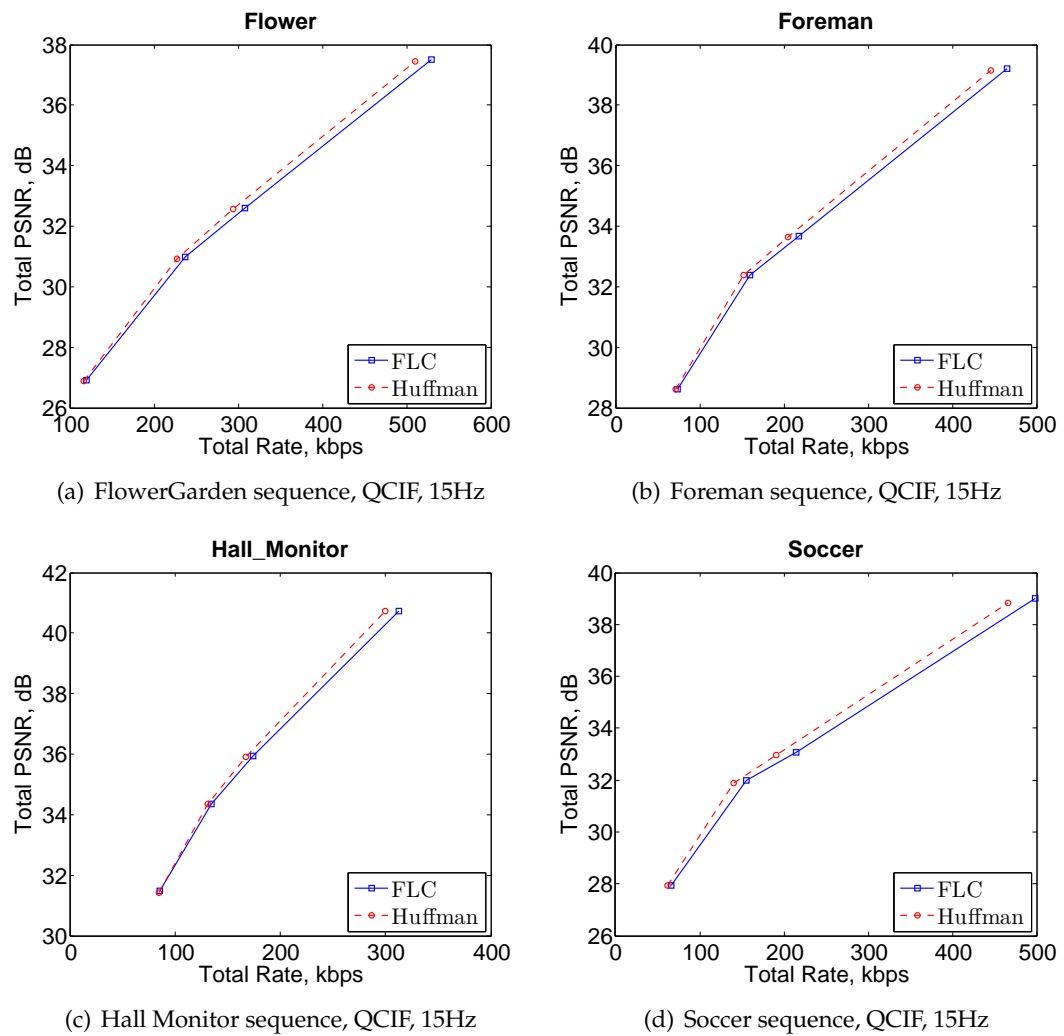 Flower
38
36
34
32
30
28
26
100 200 300 400 500 600
Total PSNR, dB
Total Rate, kbps
FLC
Huffman
(a) FlowerGarden sequence, QCIF, 15Hz
Foreman
40
38
36
34
32
30
28
0 100 200 300 400 500
Total PSNR, dB
Total Rate, kbps
FLC
Huffman
(b) Foreman sequence, QCIF, 15Hz
Hall_Monitor
42
40
38
36
34
32
30
0 100 200 300 400
Total PSNR, dB
Total Rate, kbps
FLC
Huffman
(c) Hall Monitor sequence, QCIF, 15Hz
Soccer
40
38
36
34
32
30
28
26
0 100 200 300 400 500
Total PSNR, dB
Total Rate, kbps
FLC
Huffman
(d) Soccer sequence, QCIF, 15Hz